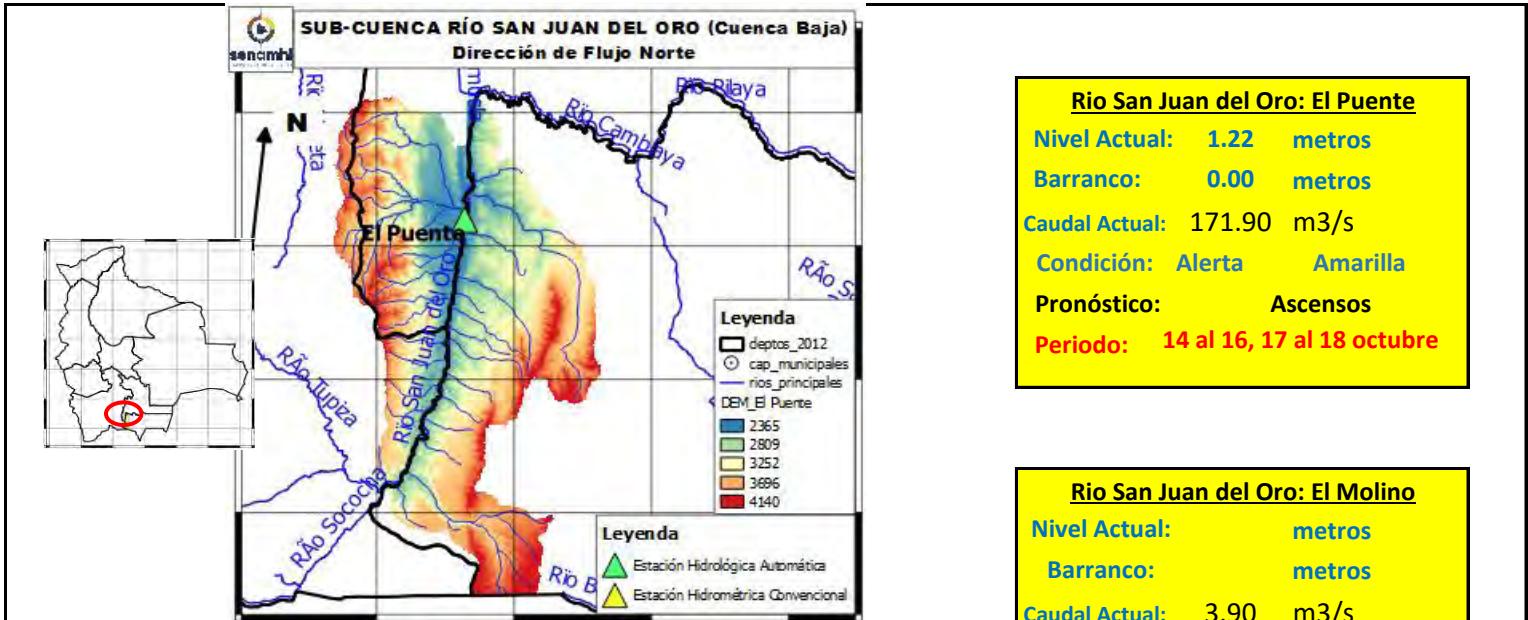 SUB-CUENCA RÍO SAN JUAN DEL ORO (Cuenca Baja)
Dirección de Flujo Norte
senamhi
N
Río Pilaya
Río Camblaya
El Puente
Río San Juan del Oro
RÃo Tupiza
RÃo Sococha
RÃo S
Río B
Leyenda
deptos_2012
cap_municipales
rios_principales
DEM_El Puente
2365
2809
3252
3696
4140
Leyenda
Estación Hidrológica Automática
Estación Hidrométrica Convencional
Rio San Juan del Oro: El Puente
Nivel Actual: 1.22 metros
Barranco: 0.00 metros
Caudal Actual: 171.90 m3/s
Condición: Alerta Amarilla
Pronóstico: Ascensos
Periodo: 14 al 16, 17 al 18 octubre
Rio San Juan del Oro: El Molino
Nivel Actual: metros
Barranco: metros
Caudal Actual: 3.90 m3/s